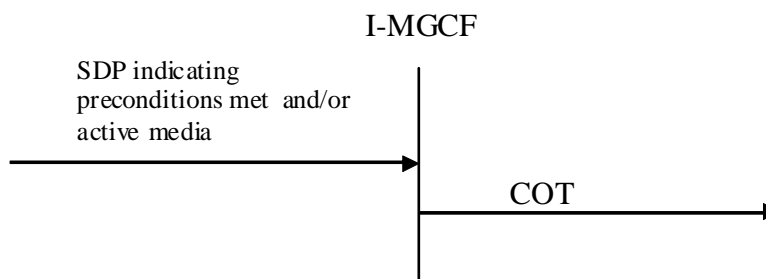 I-MGCF
SDP indicating
preconditions met and/or
active media
COT